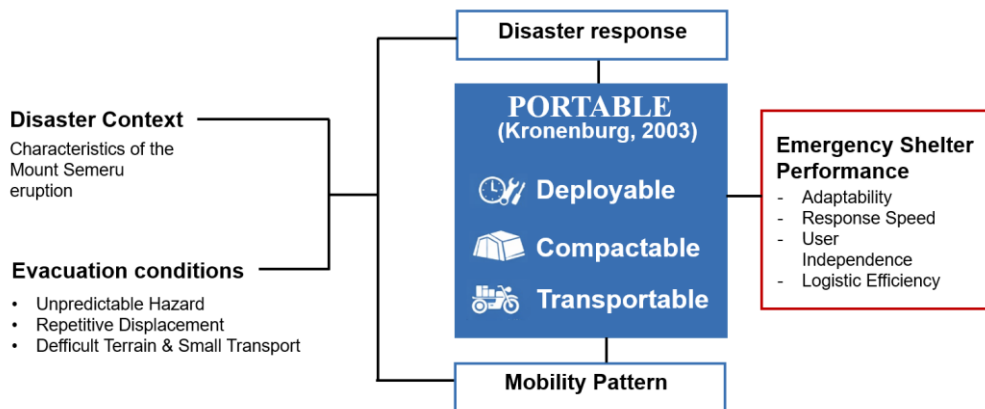 Disaster Context
Characteristics of the
Mount Semeru
eruption
Evacuation conditions
• Unpredictable Hazard
• Repetitive Displacement
• Defficult Terrain & Small Transport
Disaster response
PORTABLE
(Kronenburg, 2003)
Deployable
Compactable
Transportable
Mobility Pattern
Emergency Shelter
Performance
- Adaptability
- Response Speed
- User
Independence
- Logistic Efficiency